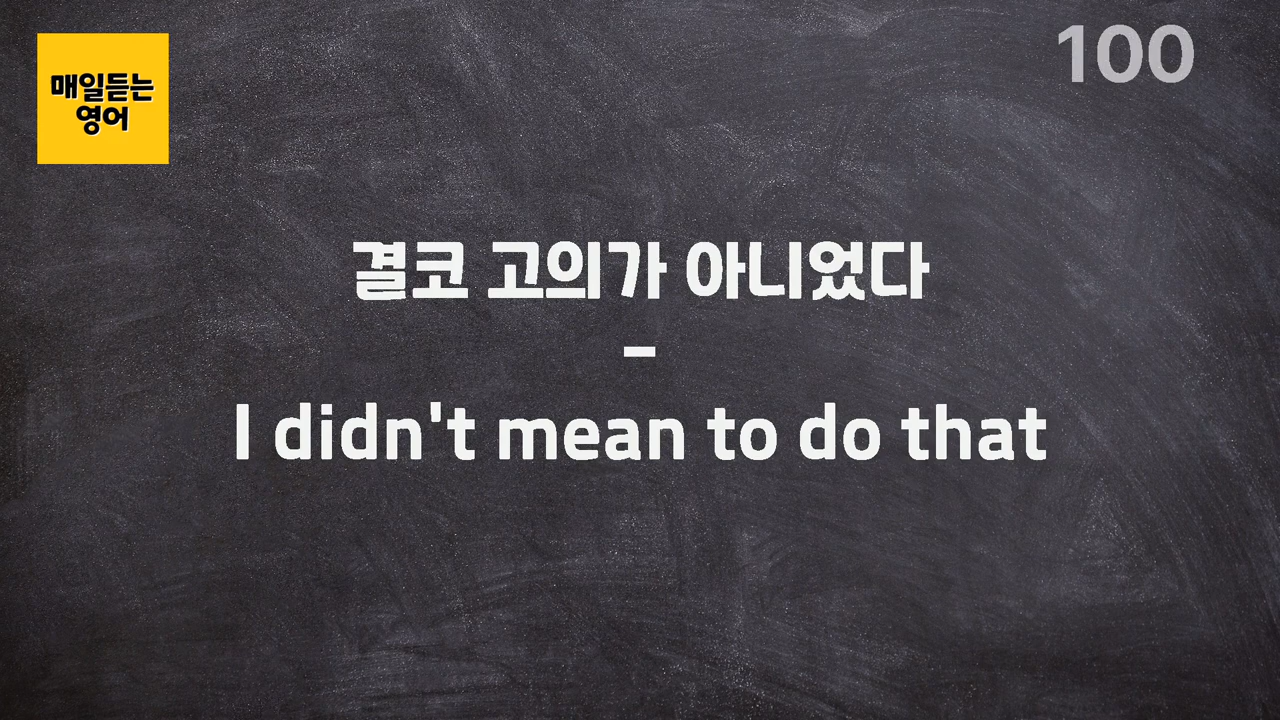 매일듣는
영어
100
결코 고의가 아니었다
-
I didn't mean to do that